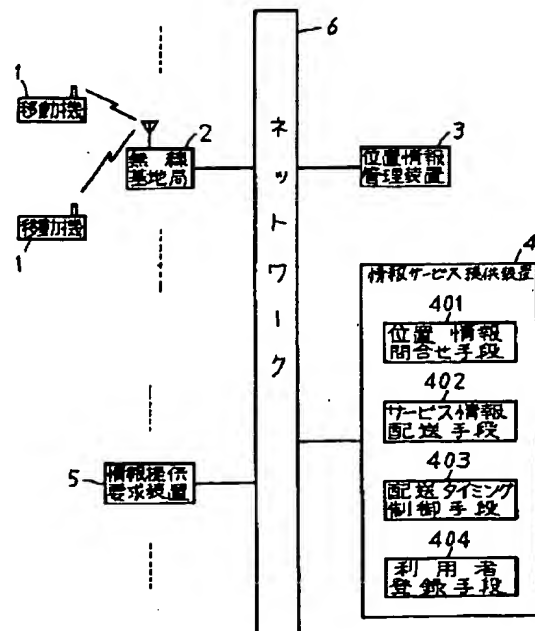 6
1
移動機
2
無線
基地局
移動機
1
ネットワーク
3
位置情報
管理装置
4
情報サービス提供装置
401
位置情報
問合せ手段
402
サービス情報
配送手段
403
配送タイミング
制御手段
404
利用者
登録手段
5
情報提供
要求装置